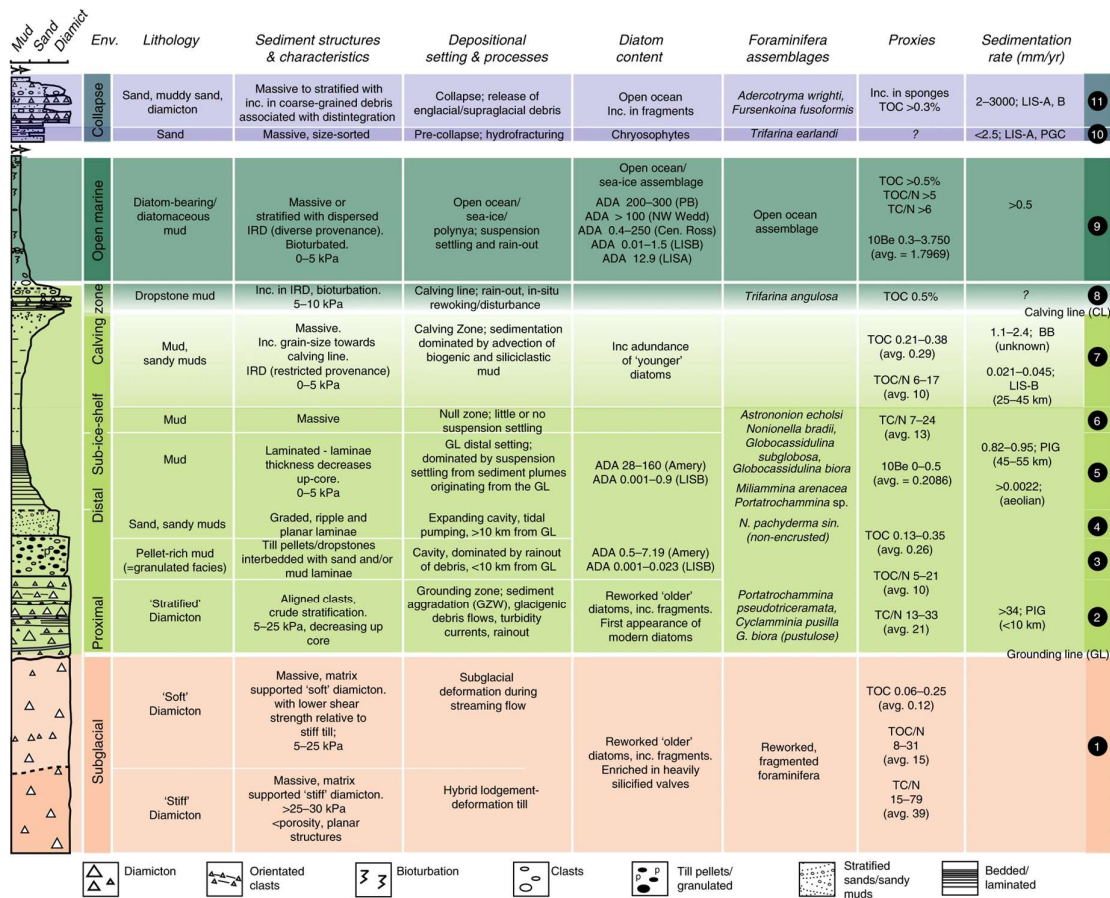 Mud
Sand
Diamict
Env.
Lithology
Sediment structures
& characteristics
Depositional
setting & processes
Diatom
content
Foraminifera
assemblages
Proxies
Sedimentation
rate (mm/yr)
Collapse
Sand, muddy sand,
diamicton
Massive to stratified with
inc. in coarse-grained debris
associated with distintegration
Collapse; release of
englacial/supraglacial debris
Open ocean
Inc. in fragments
Adercotryma wrighti,
Fursenkoina fusoformis
Inc. in sponges
TOC >0.3%
2–3000; LIS-A, B
11
Sand
Massive, size-sorted
Pre-collapse; hydrofracturing
Chrysophytes
Trifarina earlandi
?
<2.5; LIS-A, PGC
10
Open marine
Diatom-bearing/
diatomaceous
mud
Massive or
stratified with dispersed
IRD (diverse provenance).
Bioturbated.
0–5 kPa
Open ocean/
sea-ice/
polynya; suspension
settling and rain-out
Open ocean/
sea-ice assemblage
ADA 200–300 (PB)
ADA > 100 (NW Wedd)
ADA 0.4–250 (Cen. Ross)
ADA 0.01–1.5 (LISB)
ADA 12.9 (LISA)
Open ocean
assemblage
TOC >0.5%
TOC/N >5
TC/N >6
10Be 0.3–3.750
(avg. = 1.7969)
>0.5
9
Calving zone
Dropstone mud
Inc. in IRD, bioturbation.
5–10 kPa
Calving line; rain-out, in-situ
rewoking/disturbance
Trifarina angulosa
TOC 0.5%
?
8
Calving line (CL)
Mud,
sandy muds
Massive.
Inc. grain-size towards
calving line.
IRD (restricted provenance)
0–5 kPa
Calving Zone; sedimentation
dominated by advection of
biogenic and siliciclastic
mud
Inc adundance
of 'younger'
diatoms
TOC 0.21–0.38
(avg. 0.29)
TOC/N 6–17
(avg. 10)
1.1–2.4; BB
(unknown)
0.021–0.045;
LIS-B
(25–45 km)
7
Sub-ice-shelf
Mud
Massive
Null zone; little or no
suspension settling
Astrononion echolsi
Nonionella bradii,
Globocassidulina
subglobosa,
Globocassidulina biora
Miliammina arenacea
Portatrochammina sp.
N. pachyderma sin.
(non-encrusted)
TC/N 7–24
(avg. 13)
6
Distal
Mud
Laminated - laminae
thickness decreases
up-core.
0–5 kPa
GL distal setting;
dominated by suspension
settling from sediment plumes
originating from the GL
ADA 28–160 (Amery)
ADA 0.001–0.9 (LISB)
10Be 0–0.5
(avg. = 0.2086)
0.82–0.95; PIG
(45–55 km)
>0.0022;
(aeolian)
5
Sand, sandy muds
Graded, ripple and
planar laminae
Expanding cavity, tidal
pumping, >10 km from GL
TOC 0.13–0.35
(avg. 0.26)
4
Pellet-rich mud
(=granulated facies)
Till pellets/dropstones
interbedded with sand and/or
mud laminae
Cavity, dominated by rainout
of debris, <10 km from GL
ADA 0.5–7.19 (Amery)
ADA 0.001–0.023 (LISB)
TOC/N 5–21
(avg. 10)
3
Proximal
'Stratified'
Diamicton
Aligned clasts,
crude stratification.
5–25 kPa, decreasing up
core
Grounding zone; sediment
aggradation (GZW), glacigenic
debris flows, turbidity
currents, rainout
Reworked 'older'
diatoms, inc. fragments.
First appearance of
modern diatoms
Portatrochammina
pseudotriceramata,
Cyclammina pusilla
G. biora (pustulose)
TC/N 13–33
(avg. 21)
>34; PIG
(<10 km)
2
Grounding line (GL)
Subglacial
'Soft'
Diamicton
Massive, matrix
supported 'soft' diamicton.
with lower shear
strength relative to
stiff till;
5–25 kPa
Subglacial
deformation during
streaming flow
Reworked 'older'
diatoms, inc. fragments.
Enriched in heavily
silicified valves
Reworked,
fragmented
foraminifera
TOC 0.06–0.25
(avg. 0.12)
TOC/N
8–31
(avg. 15)
TC/N
15–79
(avg. 39)
1
'Stiff'
Diamicton
Massive, matrix
supported 'stiff' diamicton.
>25–30 kPa
<porosity, planar
structures
Hybrid lodgement-
deformation till
Diamicton
Orientated
clasts
Bioturbation
Clasts
p
p
p
Till pellets/
granulated
Stratified
sands/sandy
muds
Bedded/
laminated